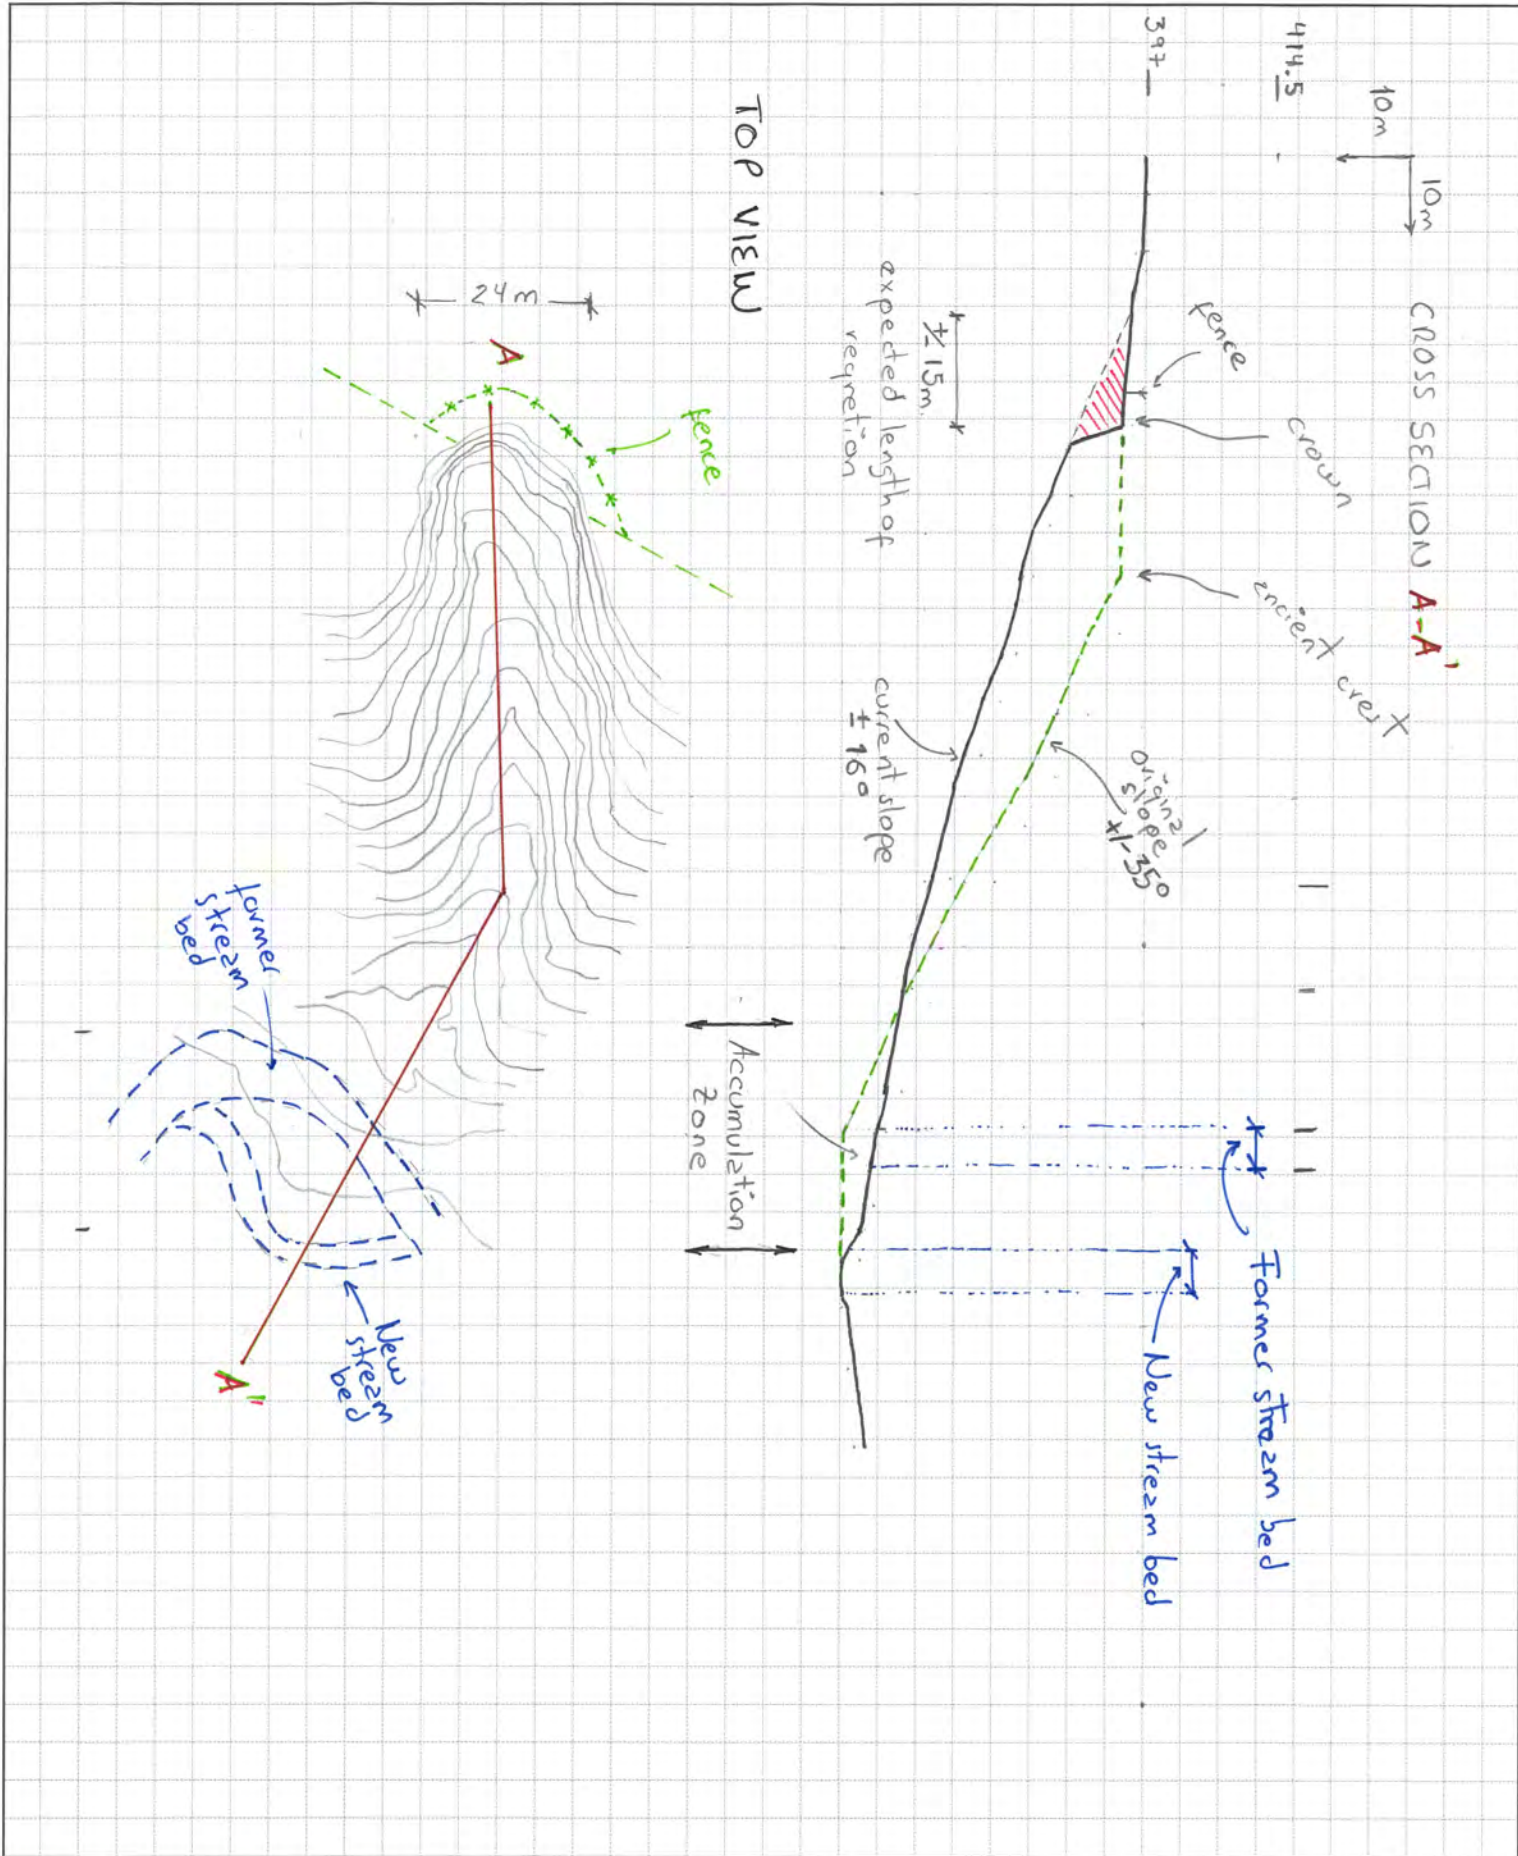 CROSS SECTION A-A'
10m
10m
414.5
397
fence
crown
ancient crest
original
slope
+/-35°
current slope
± 16°
± 15m.
expected length of
regretion
Former stream bed
New stream bed
Accumulation
zone
TOP VIEW
24m
A
fence
former
stream
bed
New
stream
bed
A"